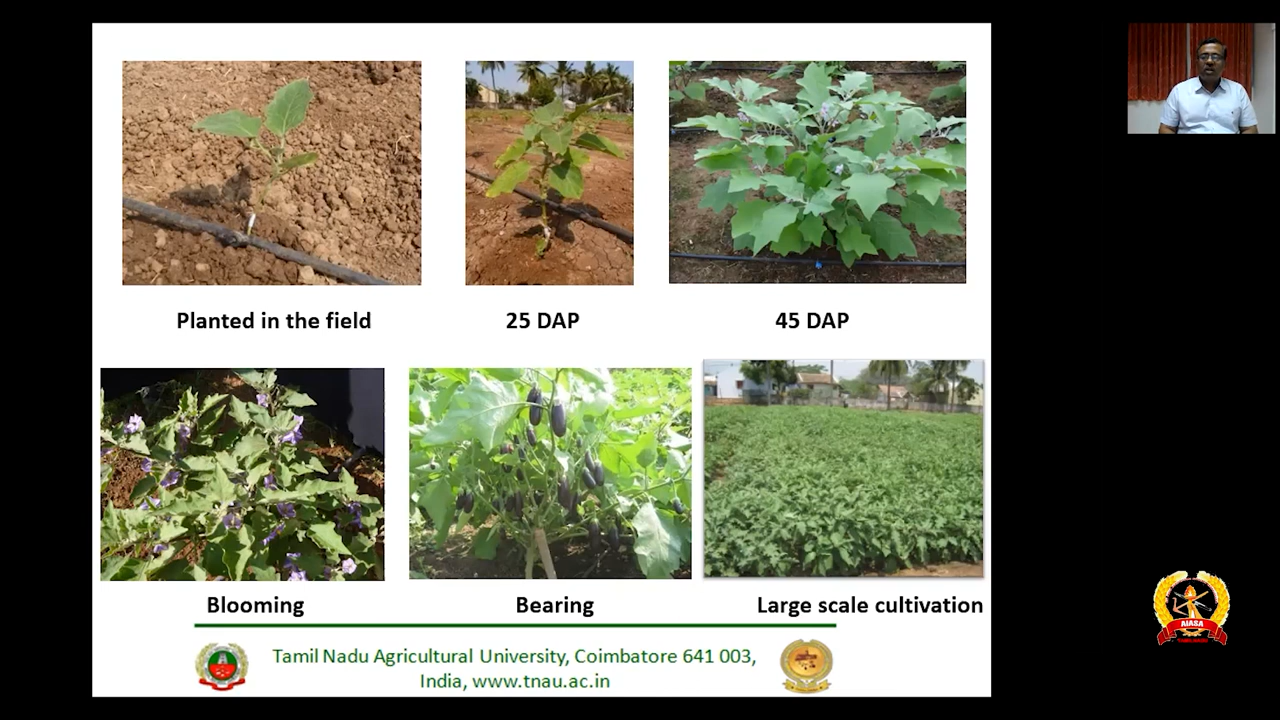 Planted in the field
25 DAP
45 DAP
Blooming
Bearing
Large scale cultivation
Tamil Nadu Agricultural University, Coimbatore 641 003,
India, www.tnau.ac.in
AIASA